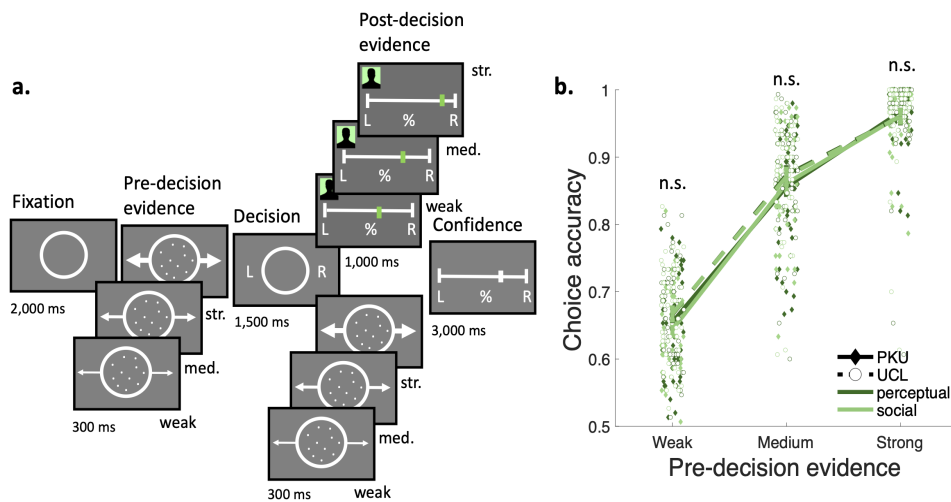 a.
Fixation
2,000 ms
Pre-decision
evidence
str.
med.
weak
300 ms
Decision
L R
1,500 ms
Post-decision
evidence
L % R
str.
L % R
med.
L % R
weak
1,000 ms
str.
med.
weak
300 ms
Confidence
L % R
3,000 ms
b.
Choice accuracy
1
0.9
0.8
0.7
0.6
0.5
n.s.
n.s.
n.s.
PKU
UCL
perceptual
social
Weak Medium Strong
Pre-decision evidence